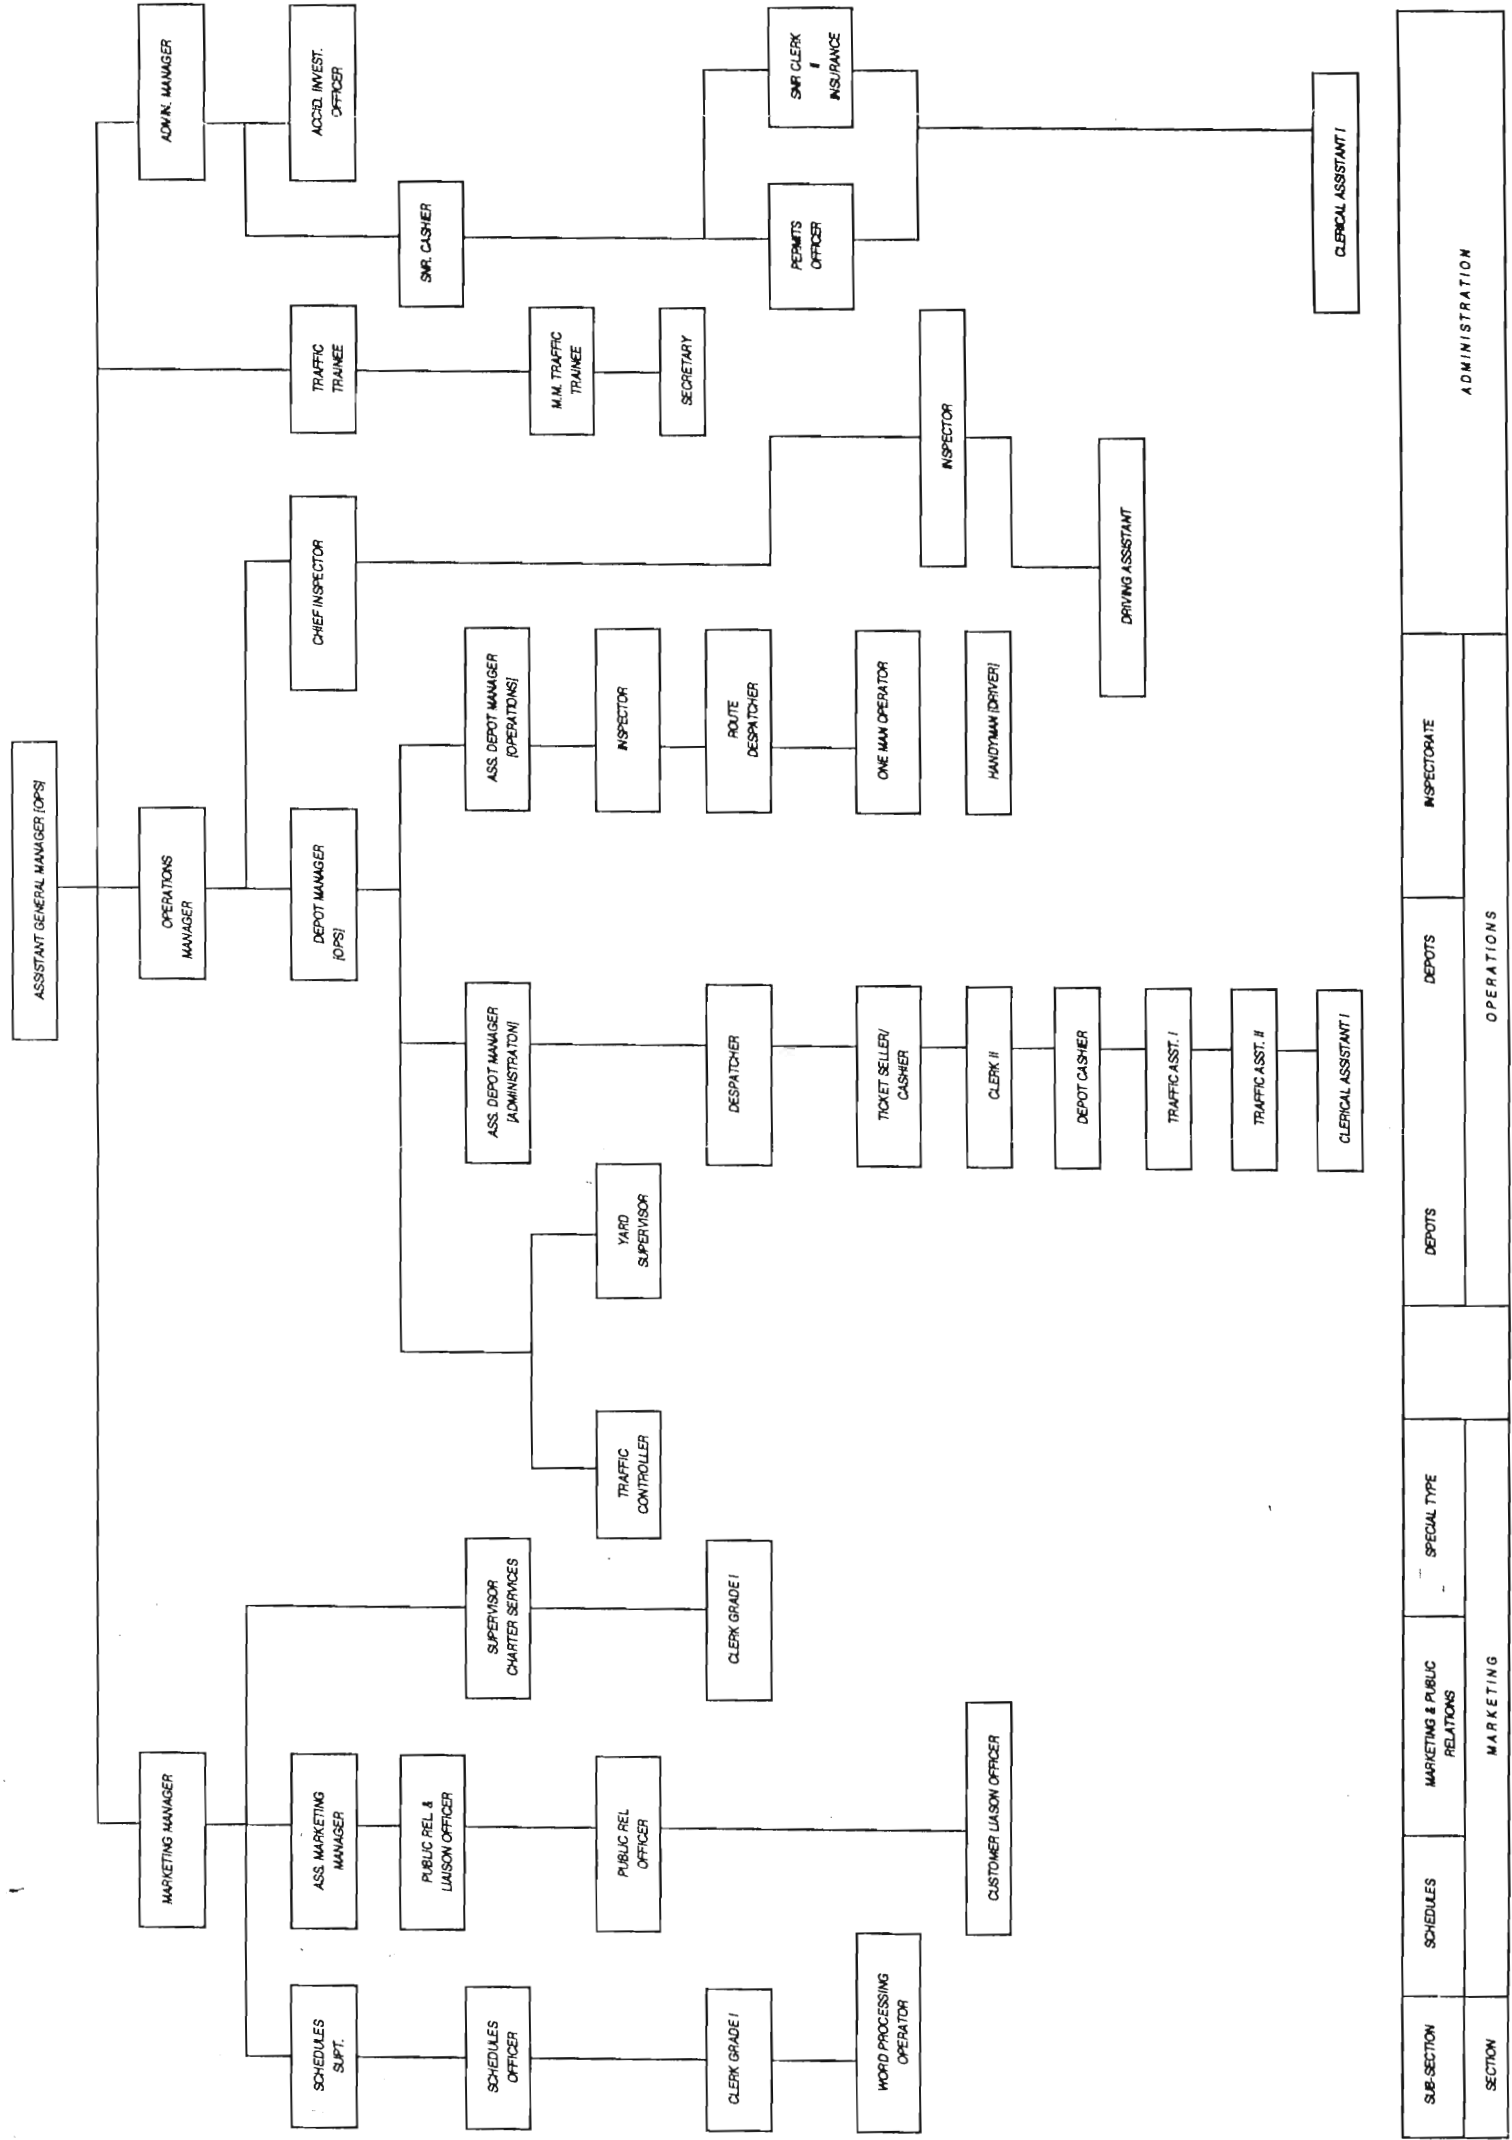 ASSISTANT GENERAL MANAGER [OPS]
MARKETING MANAGER
OPERATIONS
MANAGER
ADMIN. MANAGER
SCHEDULES
SUPT.
ASS. MARKETING
MANAGER
DEPOT MANAGER
[OPS]
CHIEF INSPECTOR
TRAFFIC
TRAINEE
ACCID. INVEST.
OFFICER
PUBLIC REL. &
LIAISON OFFICER
SNR. CASHIER
SCHEDULES
OFFICER
SUPERVISOR
CHARTER SERVICES
ASS. DEPOT MANAGER
[ADMINISTRATON]
ASS. DEPOT MANAGER
[OPERATIONS]
M.M. TRAFFIC
TRAINEE
PUBLIC REL
OFFICER
TRAFFIC
CONTROLLER
YARD
SUPERVISOR
INSPECTOR
SECRETARY
CLERK GRADE I
CLERK GRADE I
DESPATCHER
ROUTE
DESPATCHER
PERMITS
OFFICER
SNR CLERK
II
INSURANCE
WORD PROCESSING
OPERATOR
TICKET SELLER/
CASHIER
ONE MAN OPERATOR
INSPECTOR
CUSTOMER LIASON OFFICER
CLERK II
HANDYMAN [DRIVER]
DEPOT CASHIER
DRIVING ASSISTANT
TRAFFIC ASST. I
TRAFFIC ASST. II
CLERICAL ASSISTANT I
CLERICAL ASSISTANT I
SUB-SECTION
SCHEDULES
MARKETING & PUBLIC
RELATIONS
SPECIAL TYPE
DEPOTS
DEPOTS
INSPECTORATE
ADMINISTRATION
SECTION
MARKETING
OPERATIONS